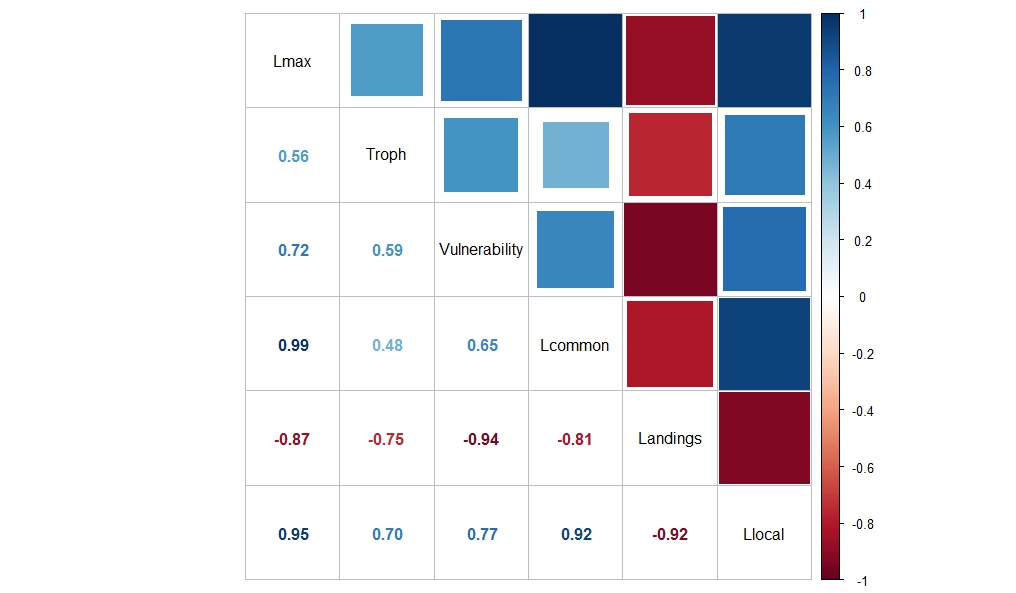 Lmax
0.56 Troph
0.72 0.59 Vulnerability
0.99 0.48 0.65 Lcommon
-0.87 -0.75 -0.94 -0.81 Landings
0.95 0.70 0.77 0.92 -0.92 Llocal
1
0.8
0.6
0.4
0.2
0
-0.2
-0.4
-0.6
-0.8
-1